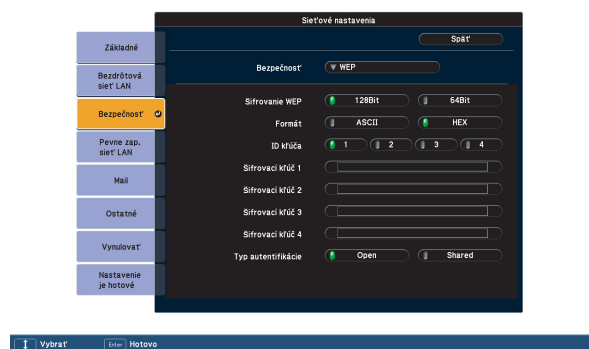 Sieťové nastavenia
Späť
Základné
Bezdrôtová
sieť LAN
Bezpečnosť
Pevne zap.
sieť LAN
Mail
Ostatné
Vynulovať
Nastavenie
je hotové
Bezpečnosť WEP
Šifrovanie WEP 128Bit 64Bit
Formát ASCII HEX
ID kľúča 1 2 3 4
Šifrovací kľúč 1
Šifrovací kľúč 2
Šifrovací kľúč 3
Šifrovací kľúč 4
Typ autentifikácie Open Shared
Vybrať Enter Hotovo